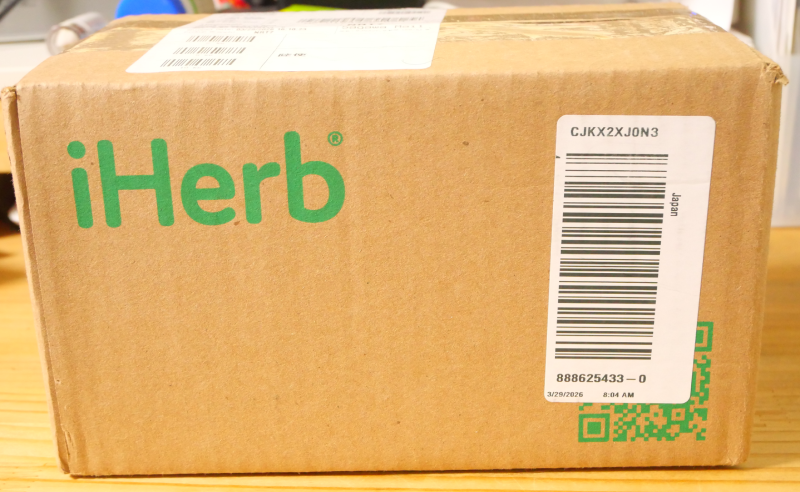 iHerb®
CJKX2XJ0N3
Japan
888625433-0
3/29/2026 8:04 AM